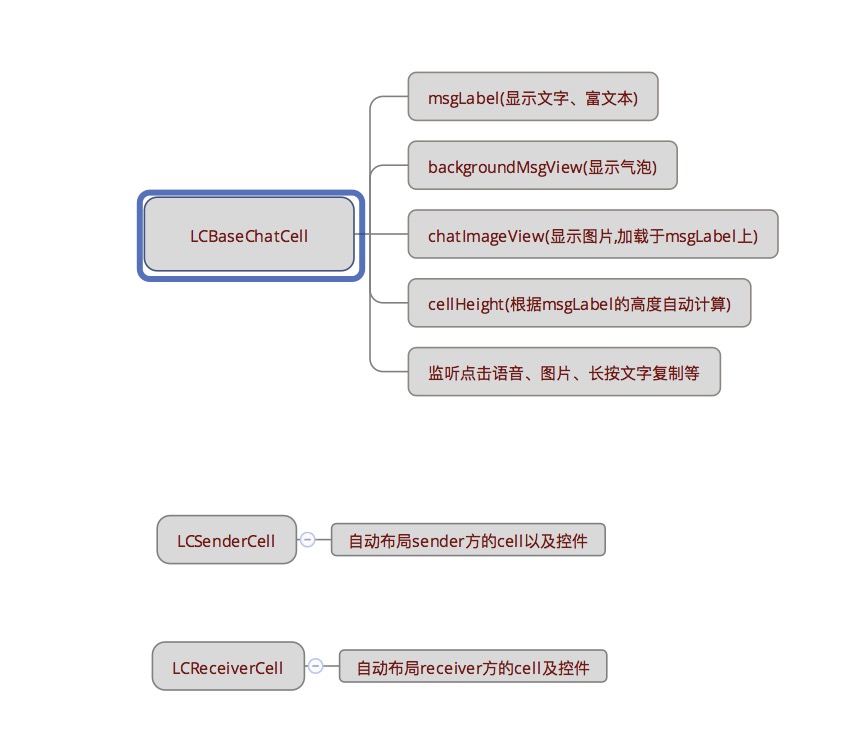 msgLabel(显示文字、富文本)
backgroundMsgView(显示气泡)
LCBaseChatCell
chatImageView(显示图片,加载于msgLabel上)
cellHeight(根据msgLabel的高度自动计算)
监听点击语音、图片、长按文字复制等
LCSenderCell
自动布局sender方的cell以及控件
LCReceiverCell
自动布局receiver方的cell及控件